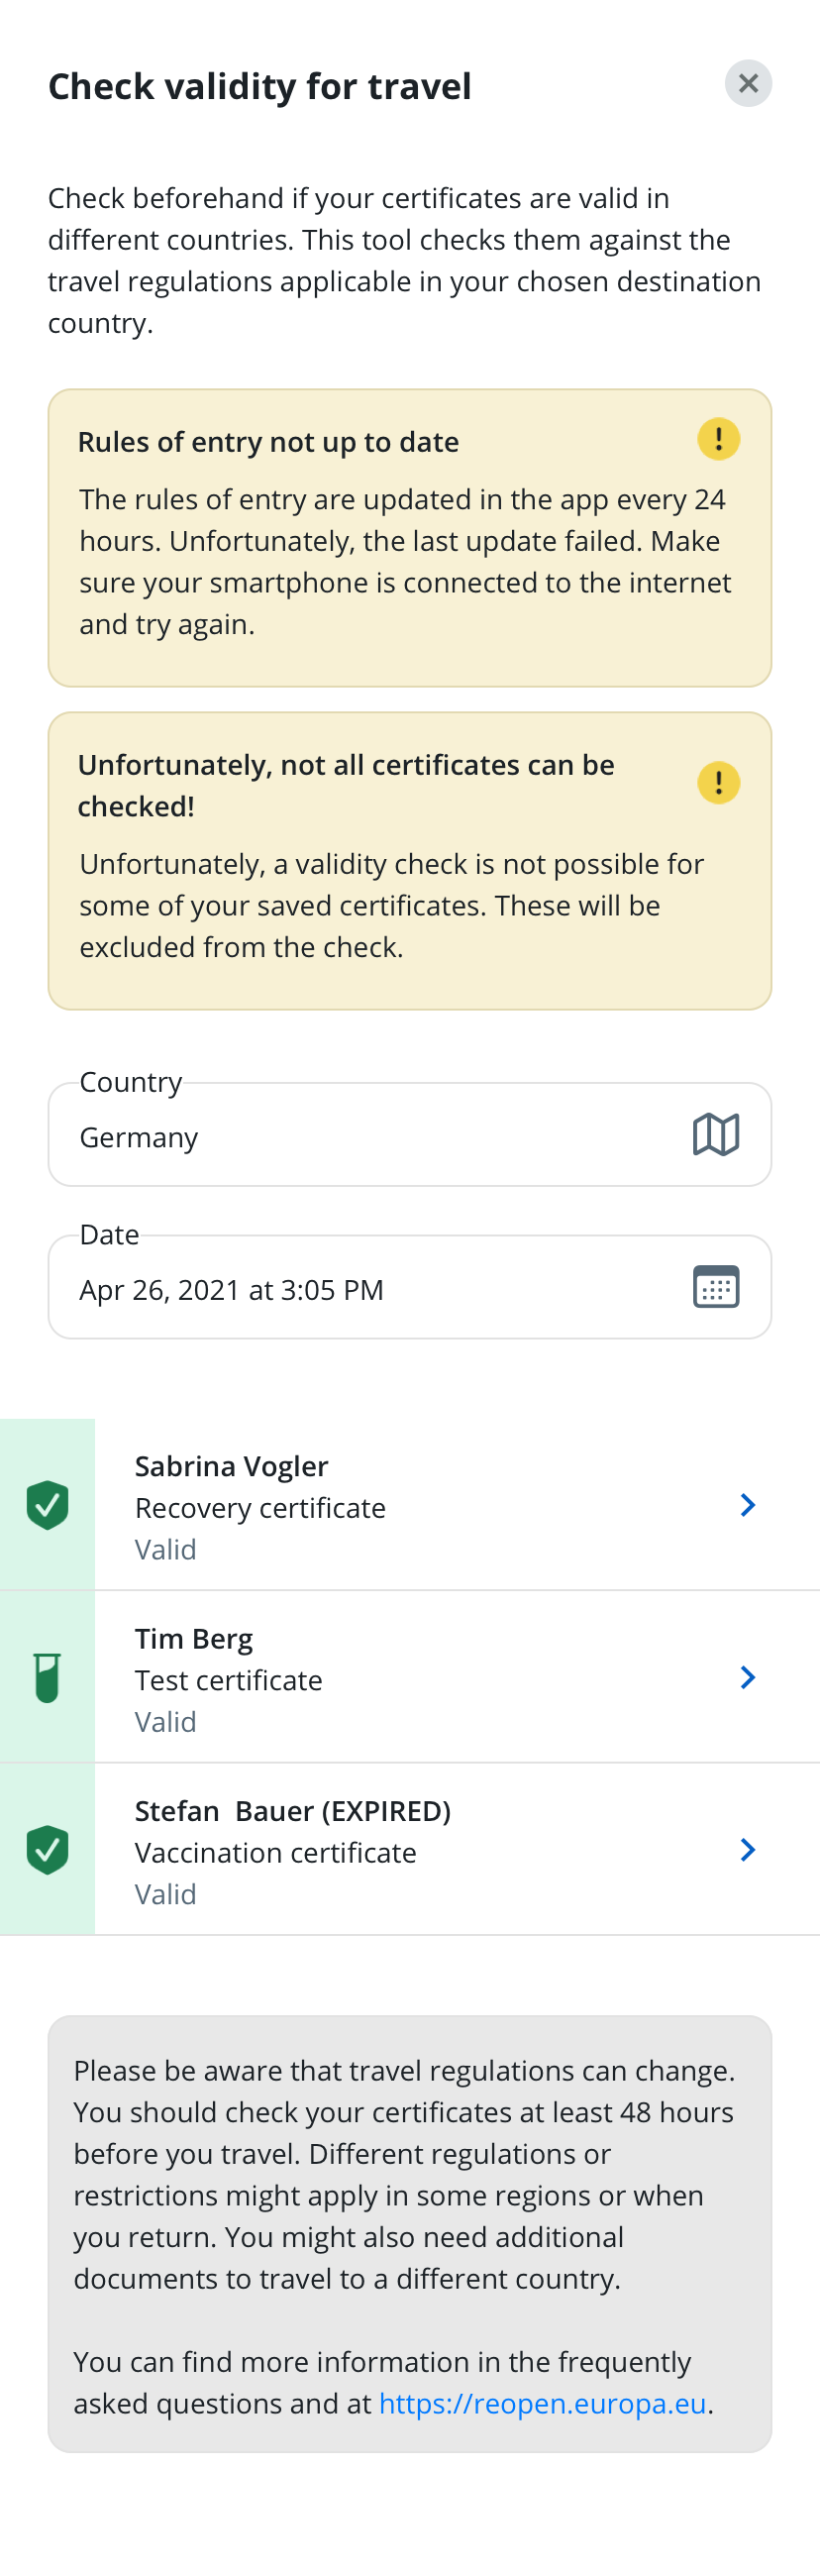 Check validity for travel
Check beforehand if your certificates are valid in
different countries. This tool checks them against the
travel regulations applicable in your chosen destination
country.
Rules of entry not up to date
The rules of entry are updated in the app every 24
hours. Unfortunately, the last update failed. Make
sure your smartphone is connected to the internet
and try again.
Unfortunately, not all certificates can be
checked!
Unfortunately, a validity check is not possible for
some of your saved certificates. These will be
excluded from the check.
Country
Germany
Date
Apr 26, 2021 at 3:05 PM
Sabrina Vogler
Recovery certificate
Valid
Tim Berg
Test certificate
Valid
Stefan  Bauer (EXPIRED)
Vaccination certificate
Valid
Please be aware that travel regulations can change.
You should check your certificates at least 48 hours
before you travel. Different regulations or
restrictions might apply in some regions or when
you return. You might also need additional
documents to travel to a different country.
You can find more information in the frequently
asked questions and at https://reopen.europa.eu.